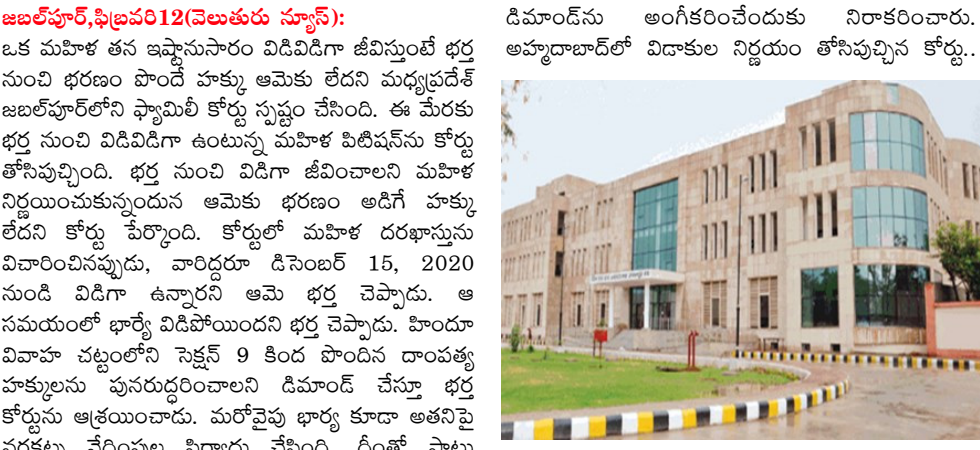 జబల్‌పూర్,ఫిబ్రవరి12(వెలుతురు న్యూస్):
ఒక మహిళ తన ఇష్టానుసారం విడివిడిగా జీవిస్తుంటే భర్త
నుంచి భరణం పొందే హక్కు ఆమెకు లేదని మధ్యప్రదేశ్
జబల్‌పూర్‌లోని ఫ్యామిలీ కోర్టు స్పష్టం చేసింది. ఈ మేరకు
భర్త నుంచి విడివిడిగా ఉంటున్న మహిళ పిటిషన్‌ను కోర్టు
తోసిపుచ్చింది. భర్త నుంచి విడిగా జీవించాలని మహిళ
నిర్ణయించుకున్నందున ఆమెకు భరణం అడిగే హక్కు
లేదని కోర్టు పేర్కొంది. కోర్టులో మహిళ దరఖాస్తును
విచారించినప్పుడు, వారిద్దరూ డిసెంబర్ 15, 2020
నుండి విడిగా ఉన్నారని ఆమె భర్త చెప్పాడు. ఆ
సమయంలో భార్యే విడిపోయిందని భర్త చెప్పాడు. హిందూ
వివాహ చట్టంలోని సెక్షన్ 9 కింద పొందిన దాంపత్య
హక్కులను పునరుద్ధరించాలని డిమాండ్ చేస్తూ భర్త
కోర్టును ఆశ్రయించాడు. మరోవైపు భార్య కూడా అతనిపై
డిమాండ్‌ను అంగీకరించేందుకు నిరాకరించారు.
అహ్మదాబాద్‌లో విడాకుల నిర్ణయం తోసిపుచ్చిన కోర్టు..